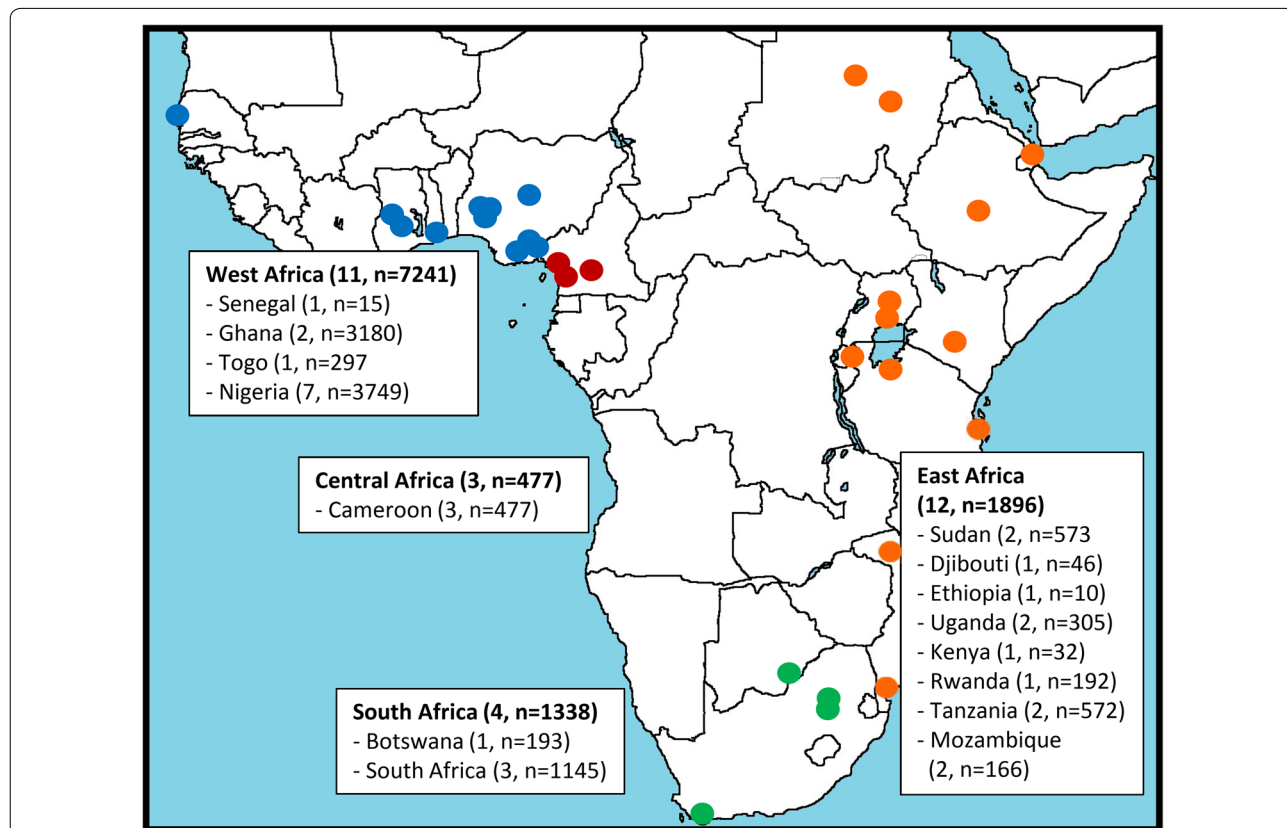 West Africa (11, n=7241)
- Senegal (1, n=15)
- Ghana (2, n=3180)
- Togo (1, n=297
- Nigeria (7, n=3749)
Central Africa (3, n=477)
- Cameroon (3, n=477)
South Africa (4, n=1338)
- Botswana (1, n=193)
- South Africa (3, n=1145)
East Africa
(12, n=1896)
- Sudan (2, n=573
- Djibouti (1, n=46)
- Ethiopia (1, n=10)
- Uganda (2, n=305)
- Kenya (1, n=32)
- Rwanda (1, n=192)
- Tanzania (2, n=572)
- Mozambique
(2, n=166)